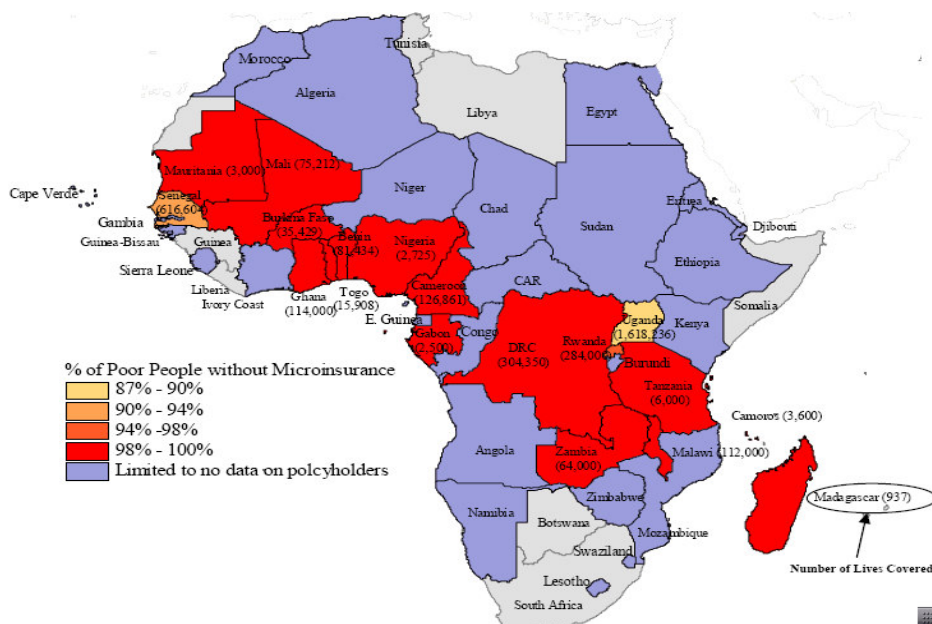 Tunisia
Morocco
Algeria
Libya
Egypt
Mali (75,212)
Mauritania (3,000)
Cape Verde
Senegal
(616,604)
Niger
Chad
Sudan
Eritrea
Djibouti
Gambia
Guinea-Bissau
Guinea
Burkina Faso
(35,429)
Benin
(81,434)
Nigeria
(2,725)
Ethiopia
Sierra Leone
Liberia
Ivory Coast
Ghana
(114,000)
Togo
(15,908)
Cameroon
(126,861)
CAR
Somalia
E. Guinea
Gabon
(2,500)
Congo
DRC
(304,350)
Uganda
(1,618,236)
Kenya
Rwanda
(284,000)
Burundi
Tanzania
(6,000)
% of Poor People without Microinsurance
87% - 90%
90% - 94%
94% -98%
98% - 100%
Limited to no data on polcyholders
Camoros (3,600)
Angola
Zambia
(64,000)
Malawi (112,000)
Madagascar (937)
Zimbabwe
Namibia
Botswana
Mozambique
Swaziland
Number of Lives Covered
Lesotho
South Africa